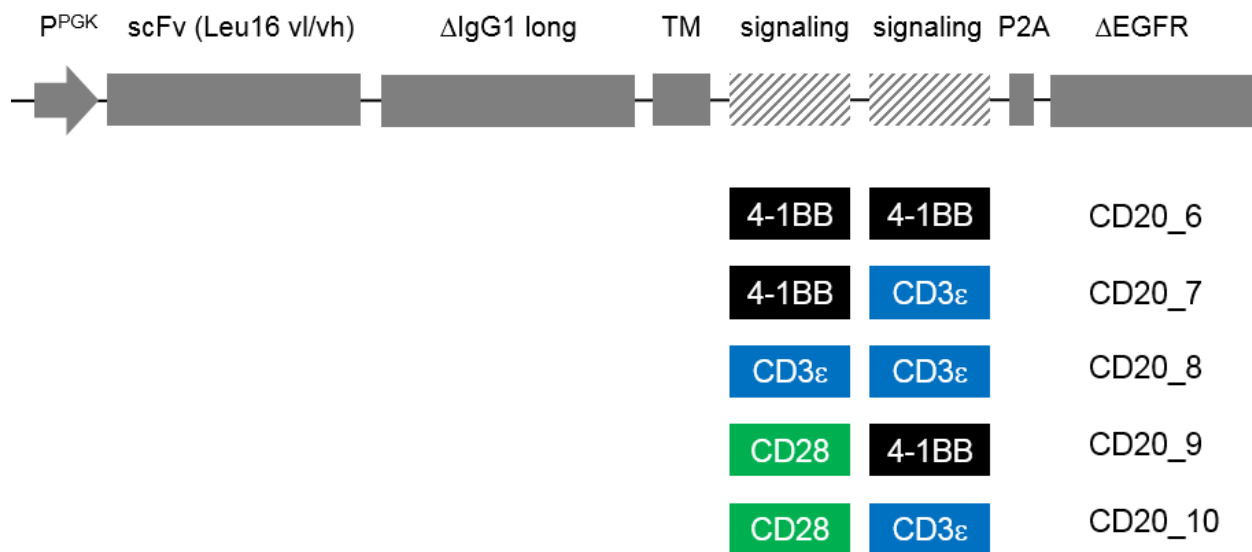 PPGK scFv (Leu16 vl/vh) ΔIgG1 long TM signaling signaling P2A ΔEGFR
4-1BB 4-1BB CD20_6
4-1BB CD3ε CD20_7
CD3ε CD3ε CD20_8
CD28 4-1BB CD20_9
CD28 CD3ε CD20_10